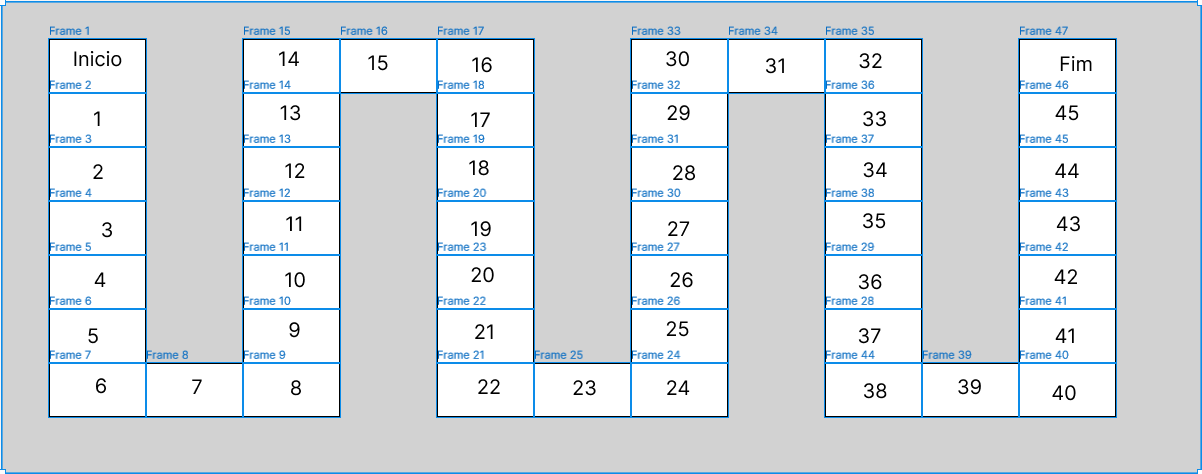 Frame 1 Frame 15 Frame 16 Frame 17 Frame 33 Frame 34 Frame 35 Frame 47
Inicio 14 15 16 30 31 32 Fim
Frame 2 Frame 14 Frame 18 Frame 32 Frame 36 Frame 46
1 13 17 29 33 45
Frame 3 Frame 13 Frame 19 Frame 31 Frame 37 Frame 45
2 12 18 28 34 44
Frame 4 Frame 12 Frame 20 Frame 30 Frame 38 Frame 43
3 11 19 27 35 43
Frame 5 Frame 11 Frame 23 Frame 27 Frame 29 Frame 42
4 10 20 26 36 42
Frame 6 Frame 10 Frame 22 Frame 26 Frame 28 Frame 41
5 9 21 25 37 41
Frame 7 Frame 8 Frame 9 Frame 21 Frame 25 Frame 24 Frame 44 Frame 39 Frame 40
6 7 8 22 23 24 38 39 40